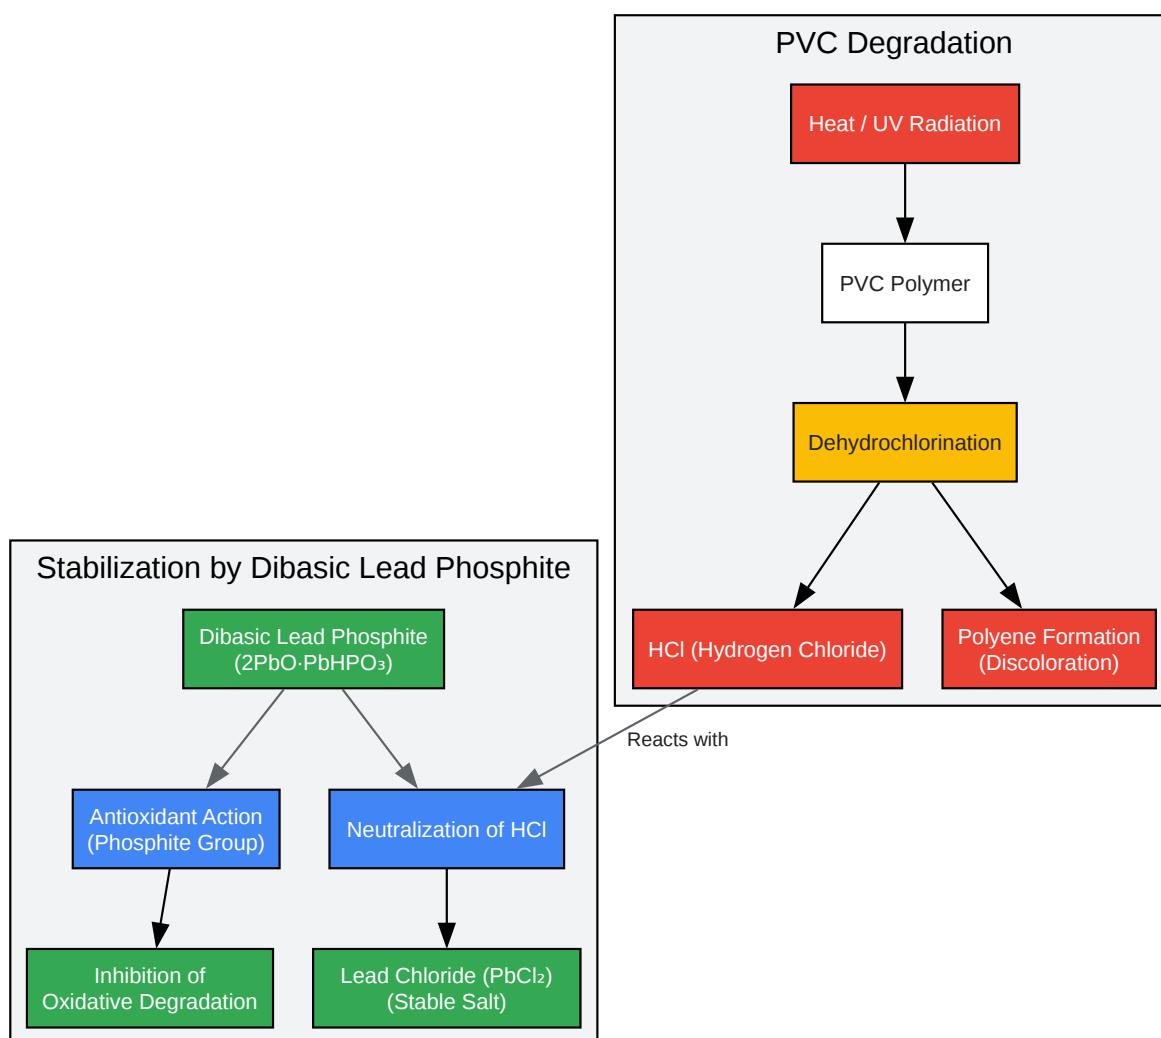 PVC Degradation
Heat / UV Radiation
PVC Polymer
Dehydrochlorination
HCl (Hydrogen Chloride)
Polyene Formation
(Discoloration)
Reacts with
Stabilization by Dibasic Lead Phosphite
Dibasic Lead Phosphite
(2PbO·PbHPO₃)
Antioxidant Action
(Phosphite Group)
Neutralization of HCl
Inhibition of
Oxidative Degradation
Lead Chloride (PbCl₂)
(Stable Salt)